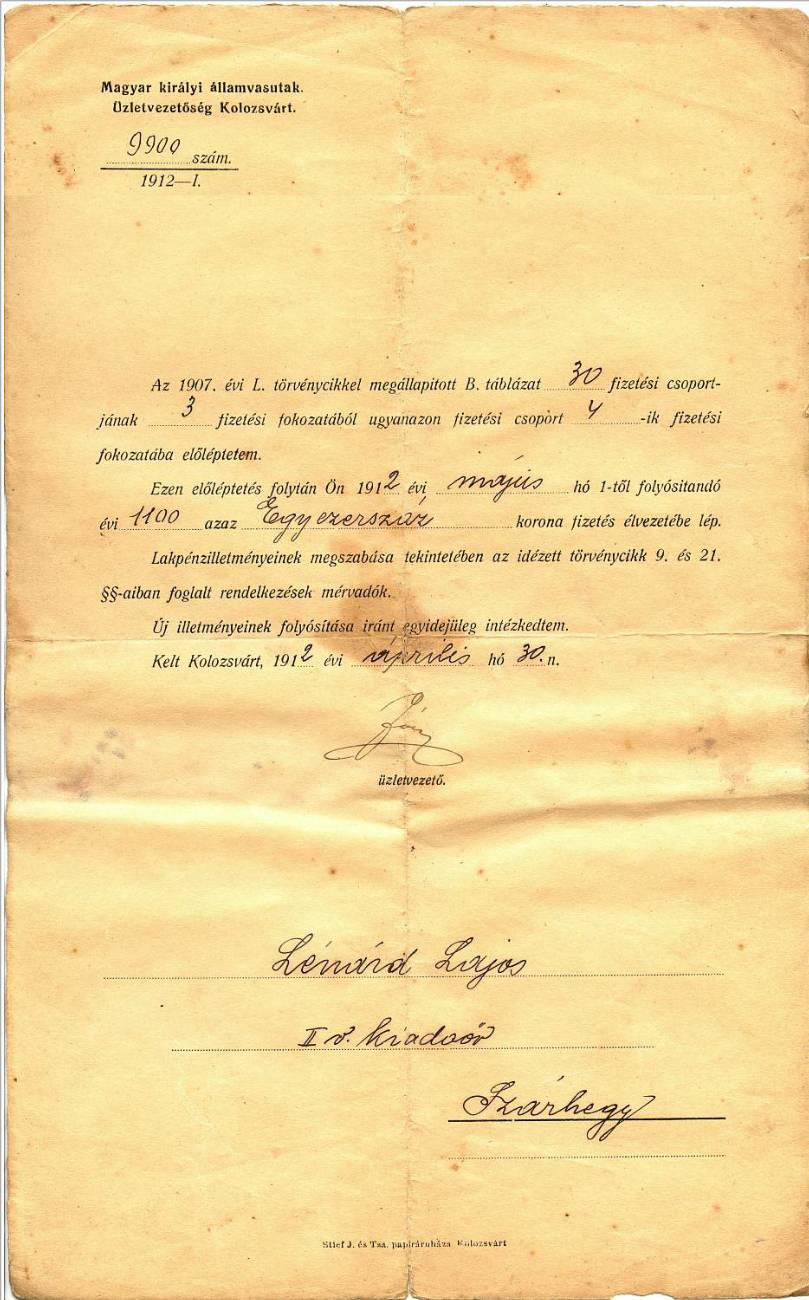 Magyar királyi államvasutak.
Üzletvezetőség Kolozsvárt.
9900 szám.
1912—I.
Az 1907. évi L. törvénycikkel megállapitott B. táblázat 30 fizetési csoport-
jának 3 fizetési fokozatából ugyanazon fizetési csoport 4 -ik fizetési
fokozatába előléptetem.
Ezen előléptetés folytán Ön 1912 évi május hó 1-től folyósitandó
évi 1100 azaz Egyezerszáz korona fizetés élvezetébe lép.
Lakpénzilletményeinek megszabása tekintetében az idézett törvénycikk 9. és 21.
§§-aiban foglalt rendelkezések mérvadók.
Új illetményeinek folyósítása iránt egyidejüleg intézkedtem.
Kelt Kolozsvárt, 1912 évi április hó 30.n.
üzletvezető.
Lénárd Lajos
II v. kiadoőr
Szárhegy
Stief J. és Tsa. papiráruháza Kolozsvárt